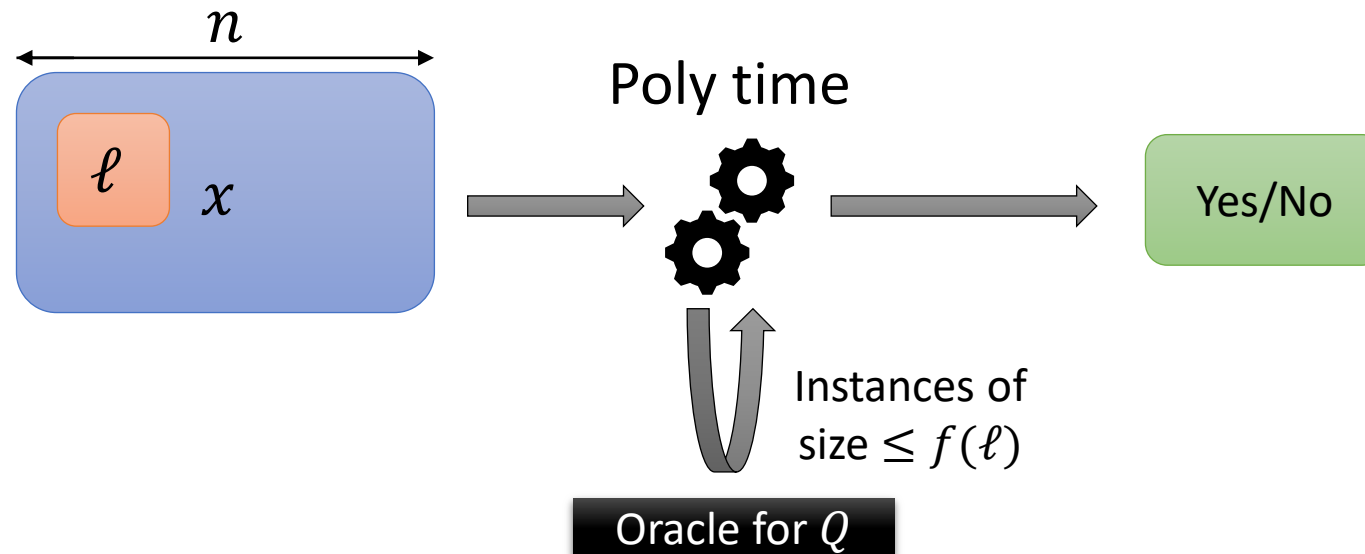 n
Poly time
ℓ
x
Yes/No
Instances of
size ≤ f(ℓ)
Oracle for Q